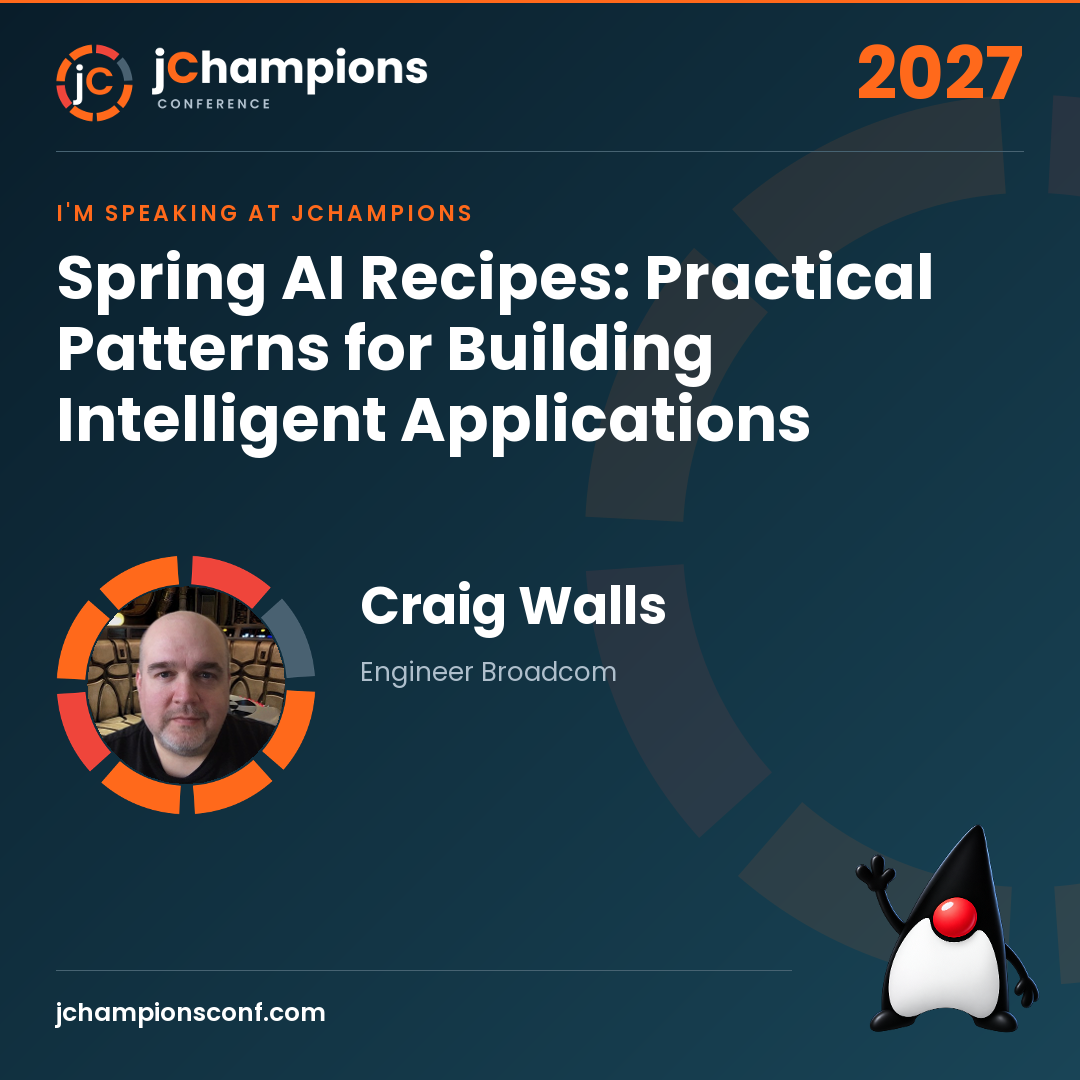 jC
jChampions
CONFERENCE
2027
I'M SPEAKING AT JCHAMPIONS
Spring AI Recipes: Practical
Patterns for Building
Intelligent Applications
Craig Walls
Engineer Broadcom
jchampionsconf.com